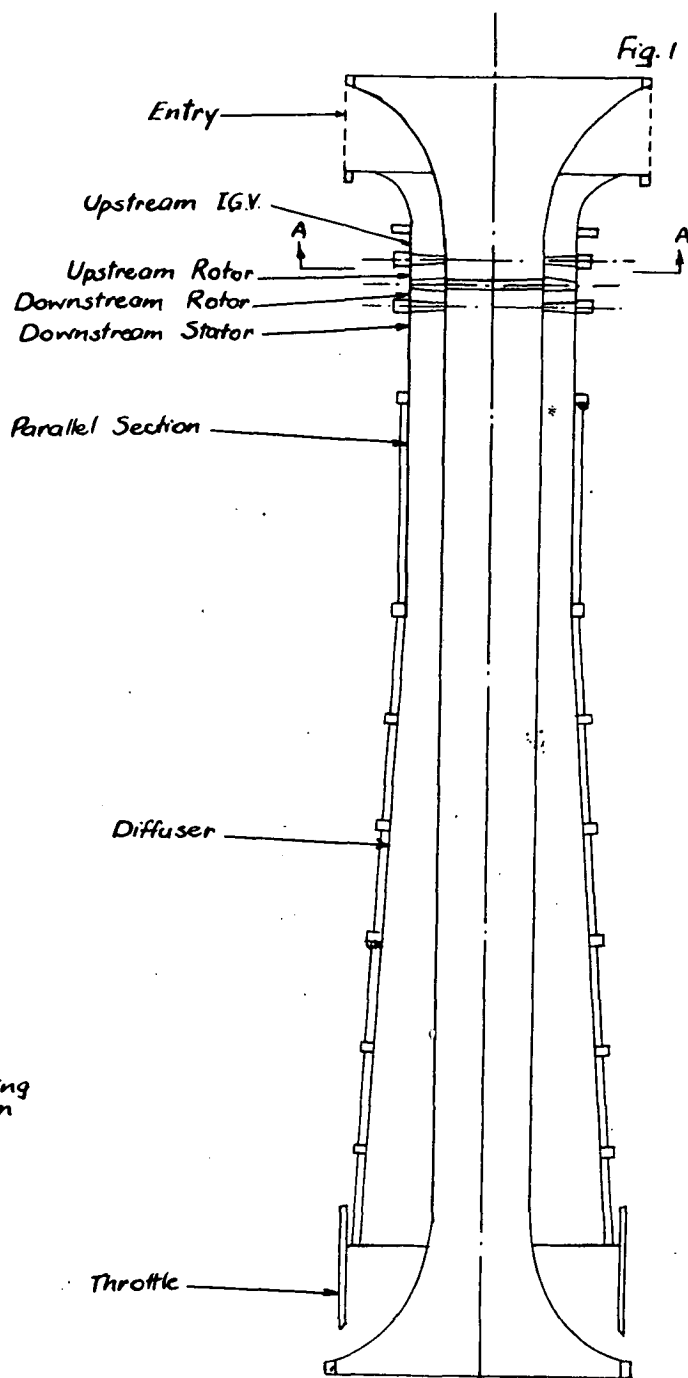 Fig. 1
Entry
Upstream I.G.V.
A A
Upstream Rotor
Downstream Rotor
Downstream Stator
Parallel Section
Diffuser
Throttle